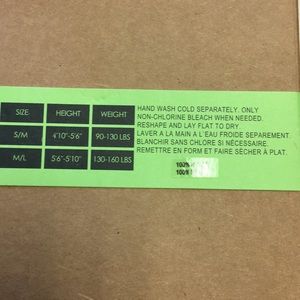 SIZE HEIGHT WEIGHT
S/M 4'10"-5'6" 90-130 LBS
M/L 5'6"-5'10" 130-160 LBS
HAND WASH COLD SEPARATELY. ONLY
NON-CHLORINE BLEACH WHEN NEEDED.
RESHAPE AND LAY FLAT TO DRY.
LAVER A LA MAIN A L'EAU FROIDE SEPAREMENT.
BLANCHIR SANS CHLORE SI NÉCESSAIRE.
REMETTRE EN FORM ET FAIRE SÉCHER À PLAT.
100%
100%